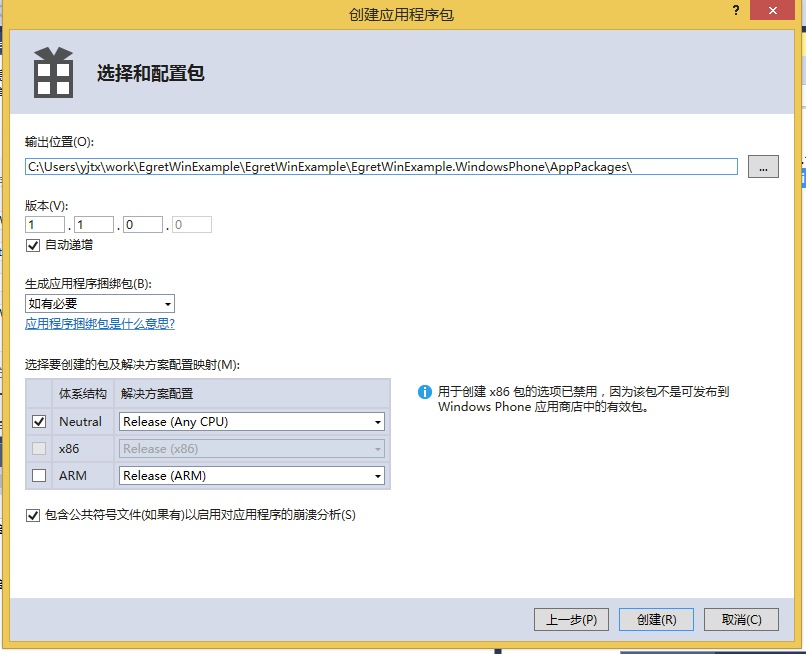 创建应用程序包
?
选择和配置包
输出位置(O):
C:\Users\yjtx\work\EgretWinExample\EgretWinExample\EgretWinExample.WindowsPhone\AppPackages\
...
版本(V):
1 . 1 . 0 . 0
自动递增
生成应用程序捆绑包(B):
如有必要
应用程序捆绑包是什么意思?
选择要创建的包及解决方案配置映射(M):
体系结构 解决方案配置
Neutral Release (Any CPU)
x86 Release (x86)
ARM Release (ARM)
用于创建 x86 包的选项已禁用，因为该包不是可发布到
Windows Phone 应用商店中的有效包。
包含公共符号文件(如果有)以启用对应用程序的崩溃分析(S)
上一步(P) 创建(R) 取消(C)